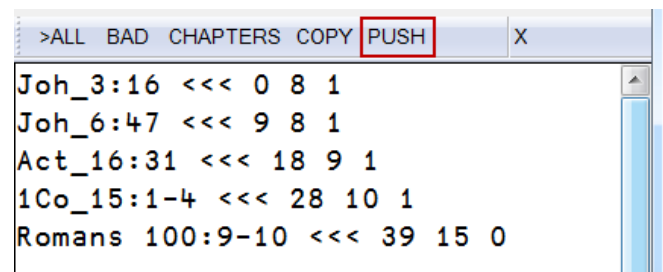 >ALL BAD CHAPTERS COPY PUSH X
Joh_3:16 <<< 0 8 1
Joh_6:47 <<< 9 8 1
Act_16:31 <<< 18 9 1
1Co_15:1-4 <<< 28 10 1
Romans 100:9-10 <<< 39 15 0